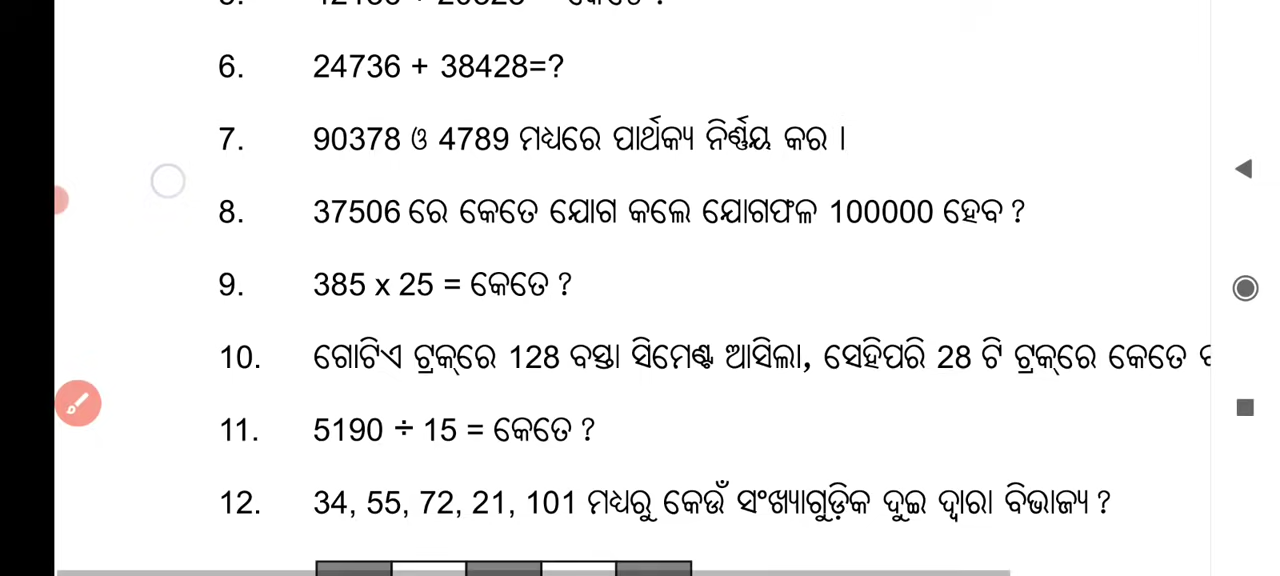 6. 24736 + 38428=?
7. 90378 ଓ 4789 ମଧ୍ୟରେ ପାର୍ଥକ୍ୟ ନିର୍ଣ୍ଣୟ କର ।
8. 37506 ରେ କେତେ ଯୋଗ କଲେ ଯୋଗଫଳ 100000 ହେବ ?
9. 385 x 25 = କେତେ ?
10. ଗୋଟିଏ ଟ୍ରକ୍‌ରେ 128 ବସ୍ତା ସିମେଣ୍ଟ ଆସିଲା, ସେହିପରି 28 ଟି ଟ୍ରକ୍‌ରେ କେତେ
11. 5190 ÷ 15 = କେତେ ?
12. 34, 55, 72, 21, 101 ମଧ୍ୟରୁ କେଉଁ ସଂଖ୍ୟାଗୁଡ଼ିକ ଦୁଇ ଦ୍ୱାରା ବିଭାଜ୍ୟ ?